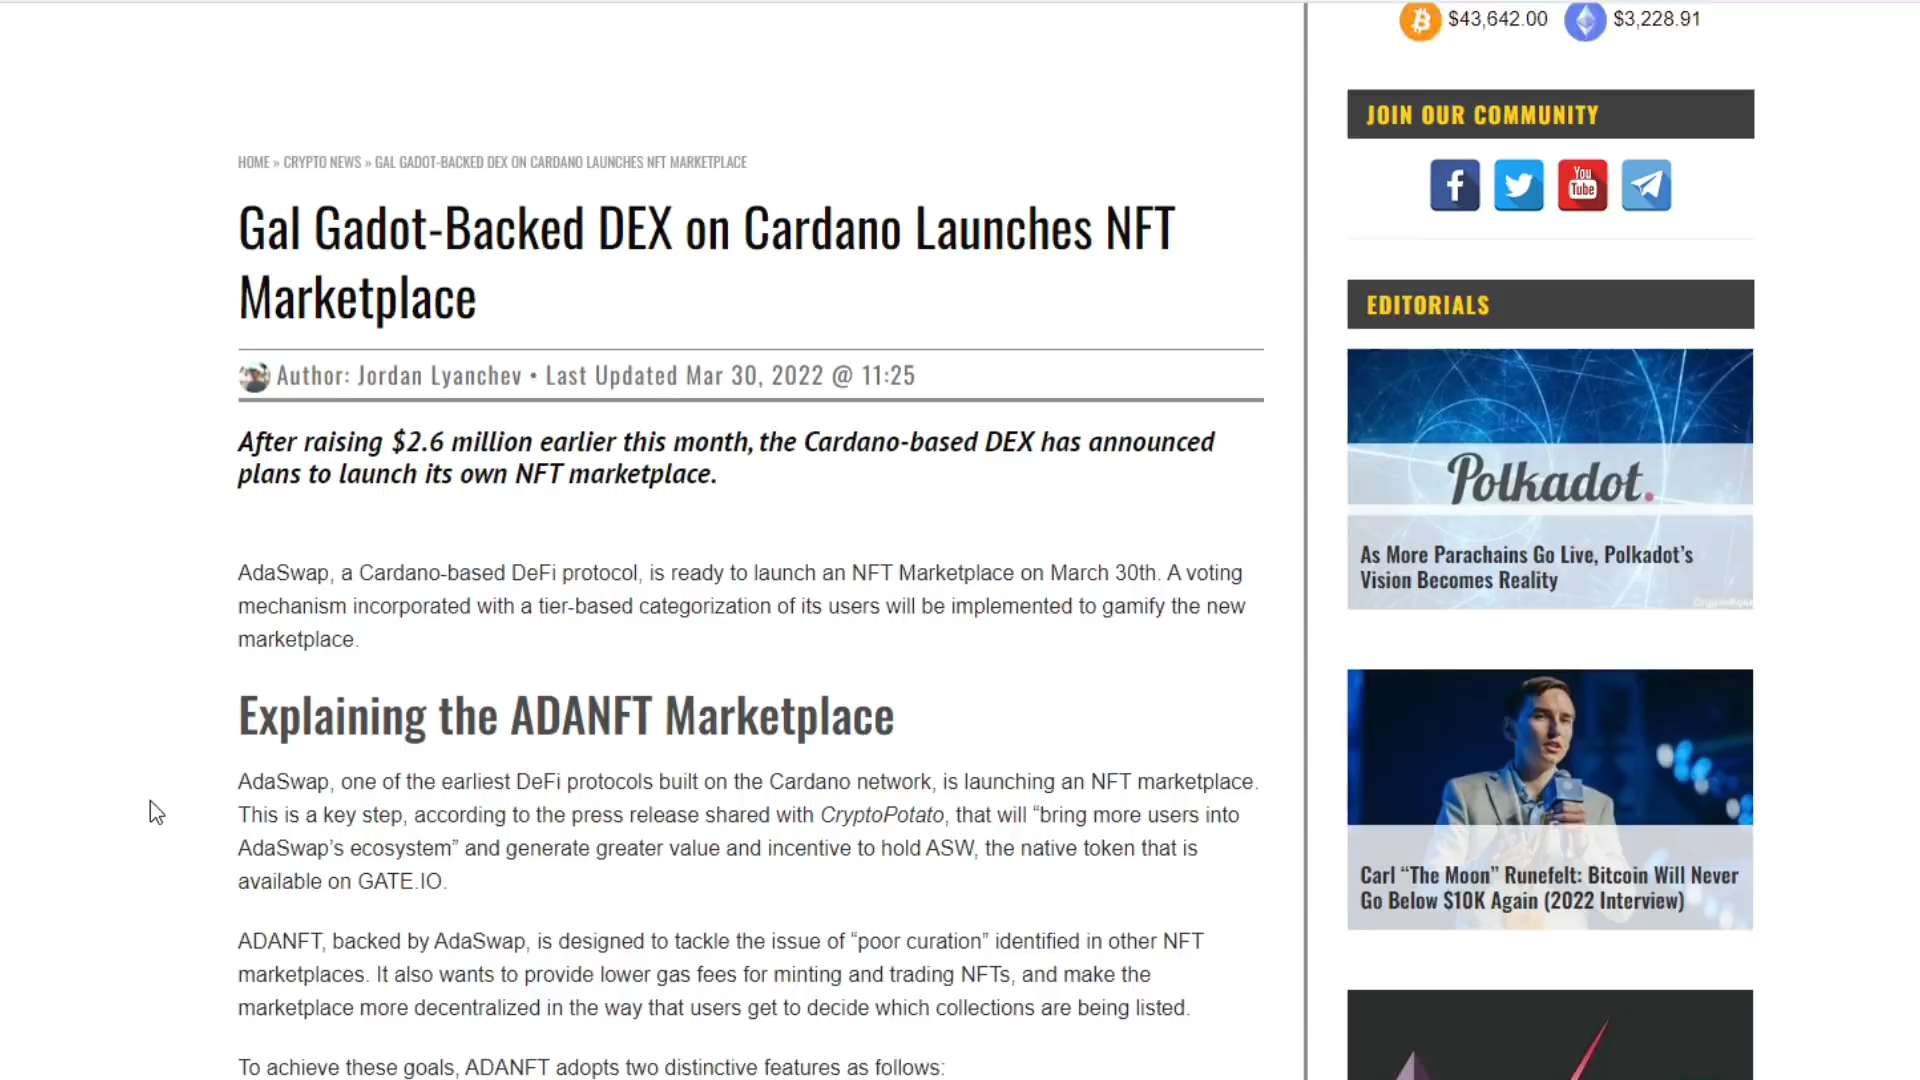 $43,642.00 $3,228.91
JOIN OUR COMMUNITY
You
Tube
HOME » CRYPTO NEWS » GAL GADOT-BACKED DEX ON CARDANO LAUNCHES NFT MARKETPLACE
Gal Gadot-Backed DEX on Cardano Launches NFT
Marketplace
Author: Jordan Lyanchev • Last Updated Mar 30, 2022 @ 11:25
After raising $2.6 million earlier this month, the Cardano-based DEX has announced
plans to launch its own NFT marketplace.
AdaSwap, a Cardano-based DeFi protocol, is ready to launch an NFT Marketplace on March 30th. A voting
mechanism incorporated with a tier-based categorization of its users will be implemented to gamify the new
marketplace.
Explaining the ADANFT Marketplace
AdaSwap, one of the earliest DeFi protocols built on the Cardano network, is launching an NFT marketplace.
This is a key step, according to the press release shared with CryptoPotato, that will “bring more users into
AdaSwap’s ecosystem” and generate greater value and incentive to hold ASW, the native token that is
available on GATE.IO.
ADANFT, backed by AdaSwap, is designed to tackle the issue of “poor curation” identified in other NFT
marketplaces. It also wants to provide lower gas fees for minting and trading NFTs, and make the
marketplace more decentralized in the way that users get to decide which collections are being listed.
To achieve these goals, ADANFT adopts two distinctive features as follows:
EDITORIALS
Polkadot.
As More Parachains Go Live, Polkadot’s
Vision Becomes Reality
Carl “The Moon” Runefelt: Bitcoin Will Never
Go Below $10K Again (2022 Interview)